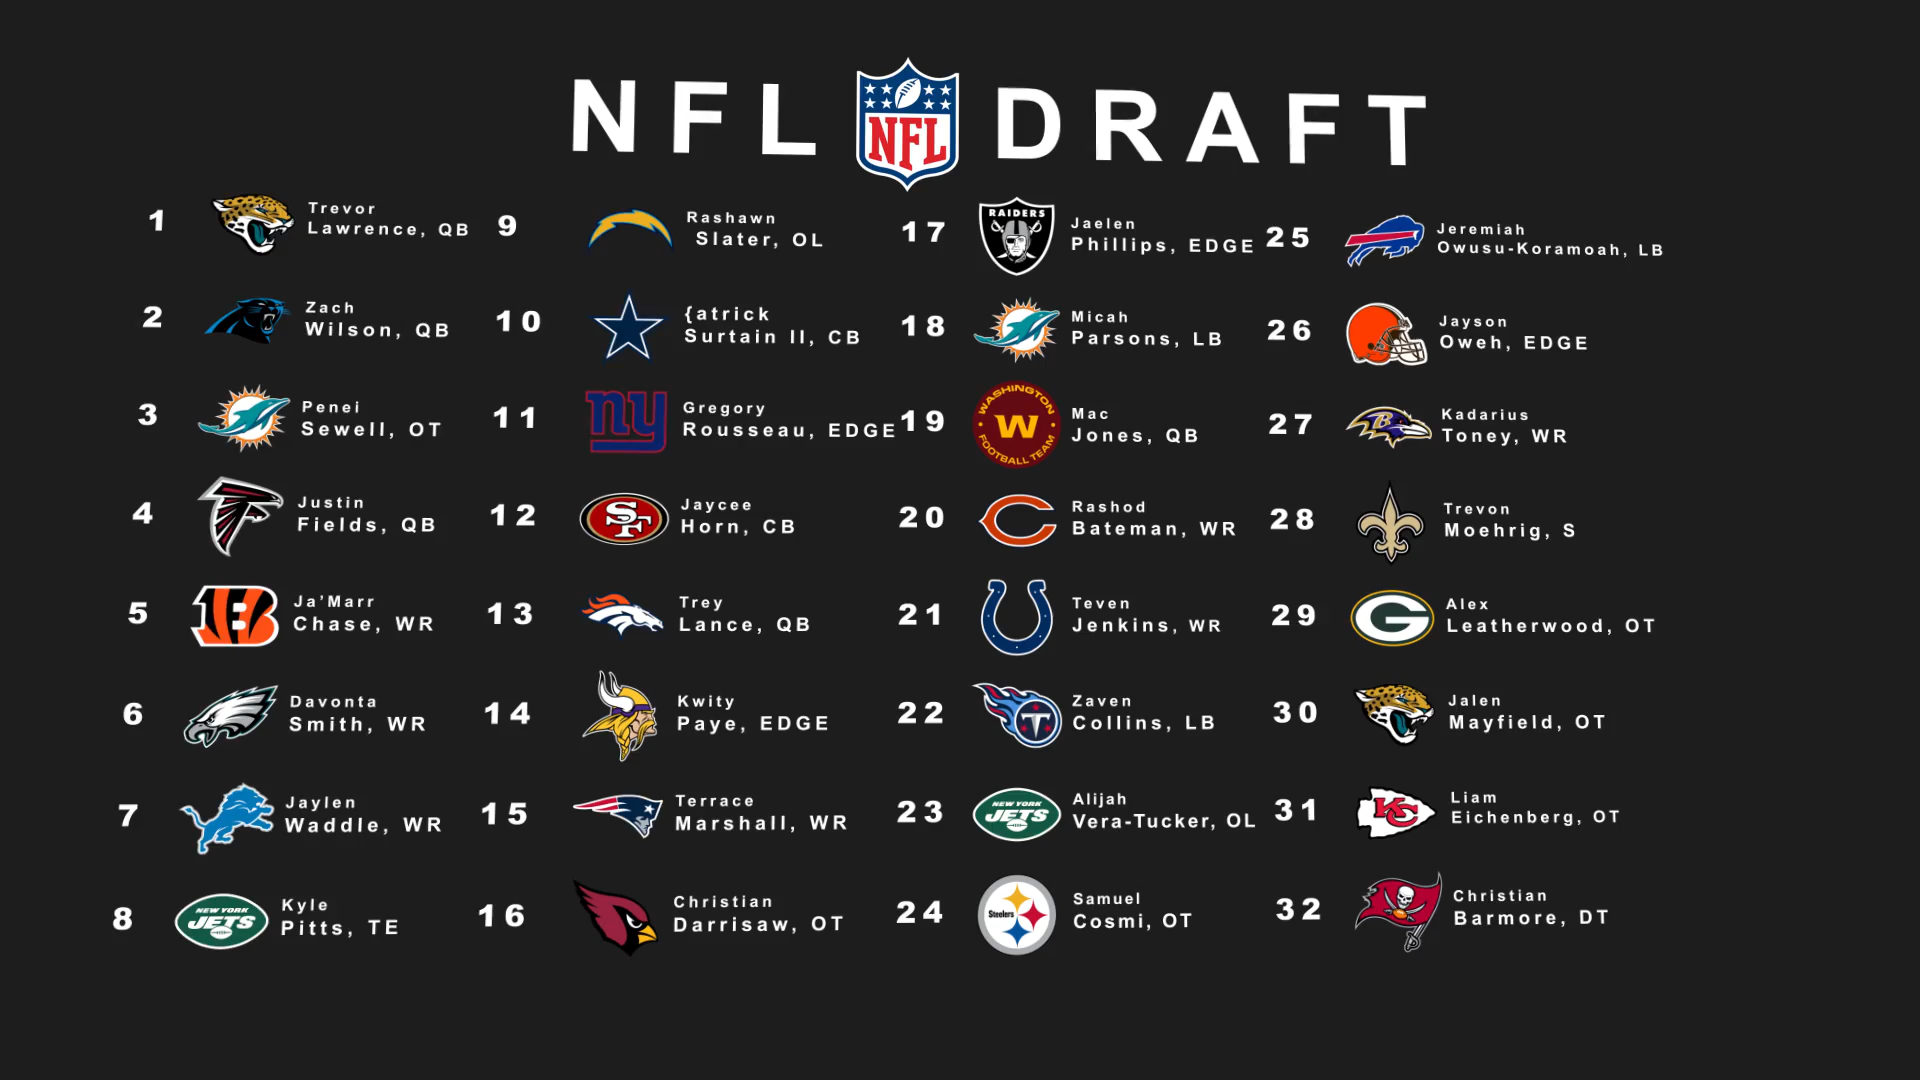 NFL NFL DRAFT
1 Trevor
Lawrence, QB
2 Zach
Wilson, QB
3 Penei
Sewell, OT
4 Justin
Fields, QB
5 Ja’Marr
Chase, WR
6 Davonta
Smith, WR
7 Jaylen
Waddle, WR
8 NEW YORK JETS Kyle
Pitts, TE
9 Rashawn
Slater, OL
10 {atrick
Surtain II, CB
11 ny Gregory
Rousseau, EDGE
12 SF Jaycee
Horn, CB
13 Trey
Lance, QB
14 Kwity
Paye, EDGE
15 Terrace
Marshall, WR
16 Christian
Darrisaw, OT
17 RAIDERS Jaelen
Phillips, EDGE
18 Micah
Parsons, LB
19 WASHINGTON W FOOTBALL TEAM Mac
Jones, QB
20 C Rashod
Bateman, WR
21 Teven
Jenkins, WR
22 T Zaven
Collins, LB
23 NEW YORK JETS Alijah
Vera-Tucker, OL
24 Steelers Samuel
Cosmi, OT
25 Jeremiah
Owusu-Koramoah, LB
26 Jayson
Oweh, EDGE
27 B Kadarius
Toney, WR
28 Trevon
Moehrig, S
29 G Alex
Leatherwood, OT
30 Jalen
Mayfield, OT
31 KC Liam
Eichenberg, OT
32 Christian
Barmore, DT